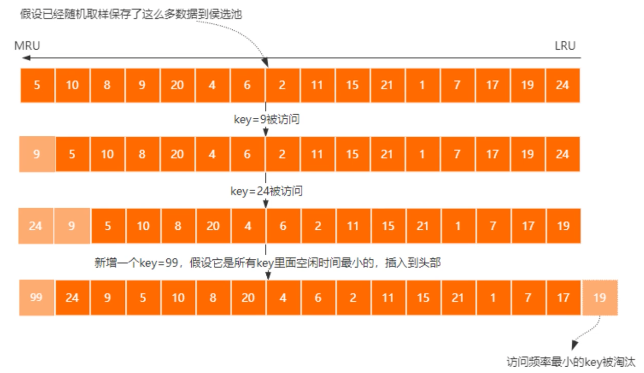 假设已经随机取样保存了这么多数据到侯选池
MRU LRU
5 10 8 9 20 4 6 2 11 15 21 1 7 17 19 24
key=9被访问
9 5 10 8 20 4 6 2 11 15 21 1 7 17 19 24
key=24被访问
24 9 5 10 8 20 4 6 2 11 15 21 1 7 17 19
新增一个key=99，假设它是所有key里面空闲时间最小的，插入到头部
99 24 9 5 10 8 20 4 6 2 11 15 21 1 7 17 19
访问频率最小的key被淘汰